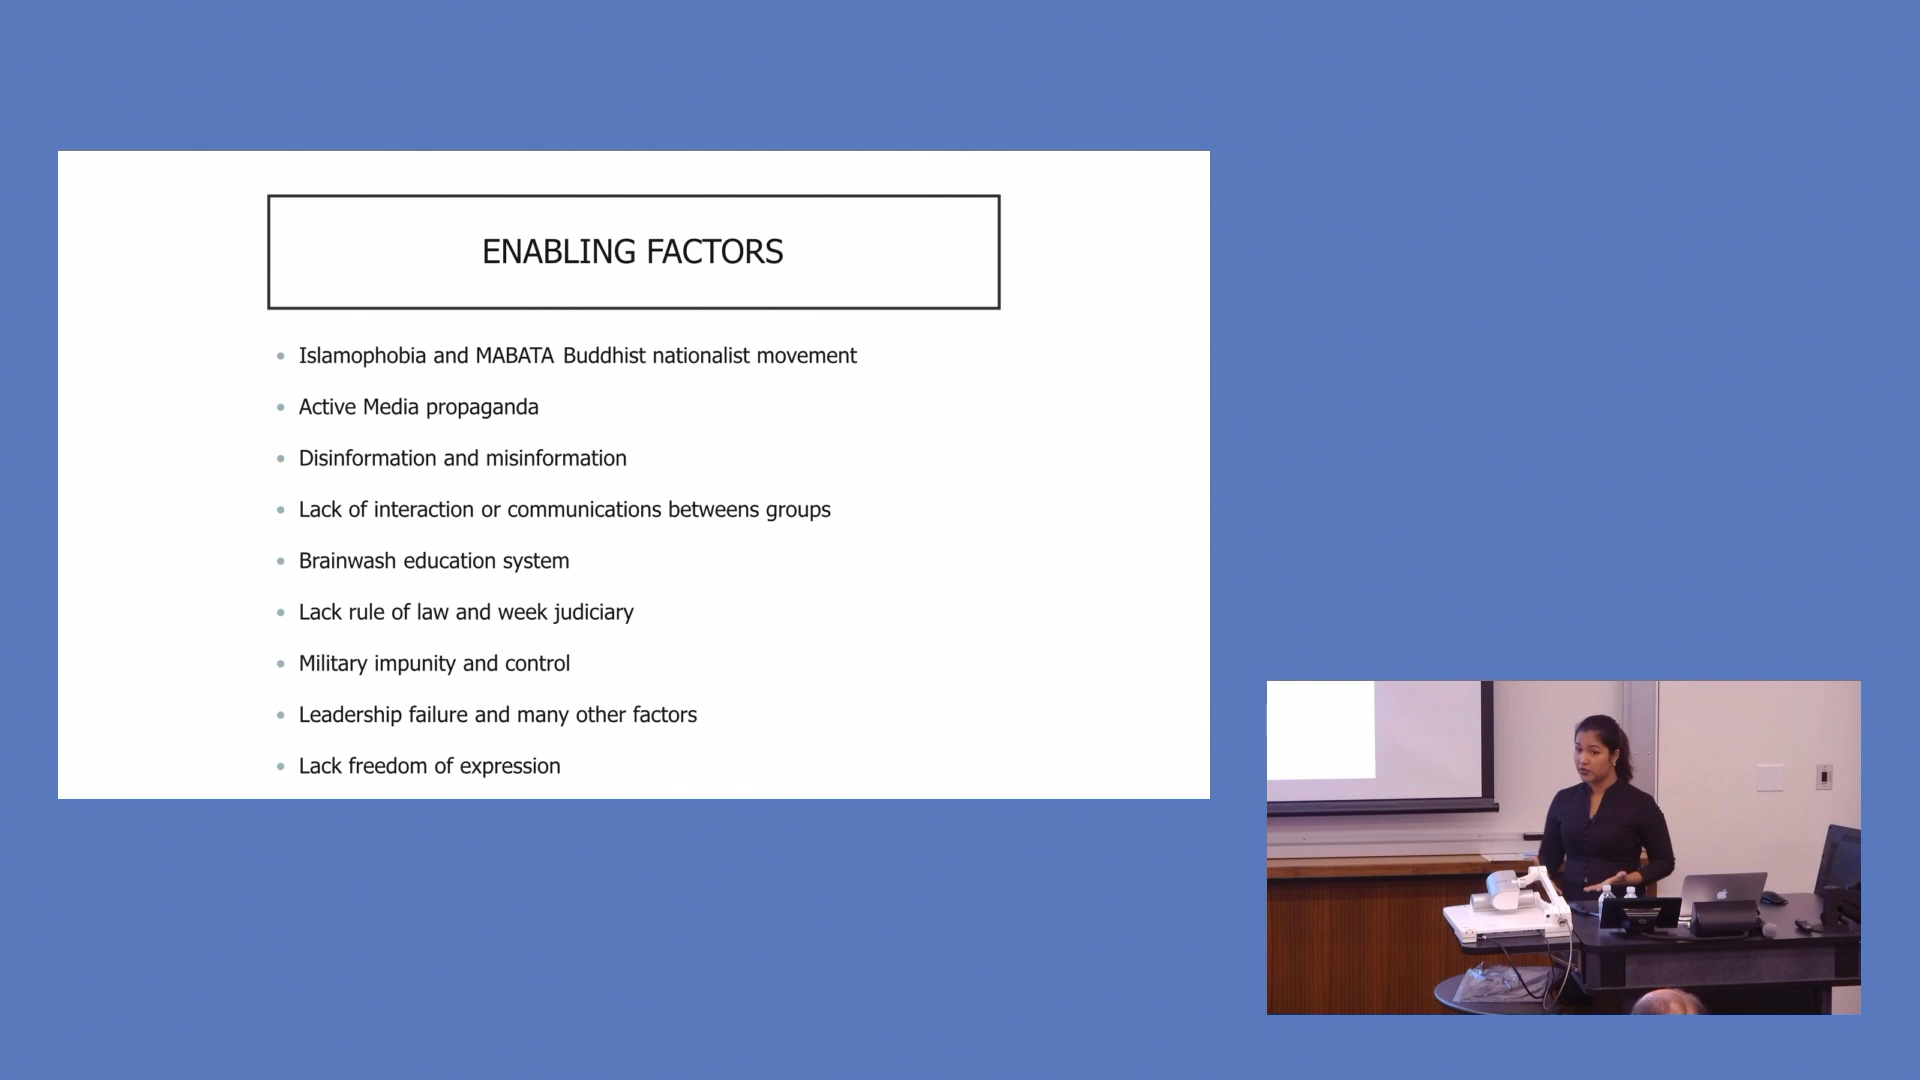 ENABLING FACTORS
• Islamophobia and MABATA Buddhist nationalist movement
• Active Media propaganda
• Disinformation and misinformation
• Lack of interaction or communications betweens groups
• Brainwash education system
• Lack rule of law and week judiciary
• Military impunity and control
• Leadership failure and many other factors
• Lack freedom of expression